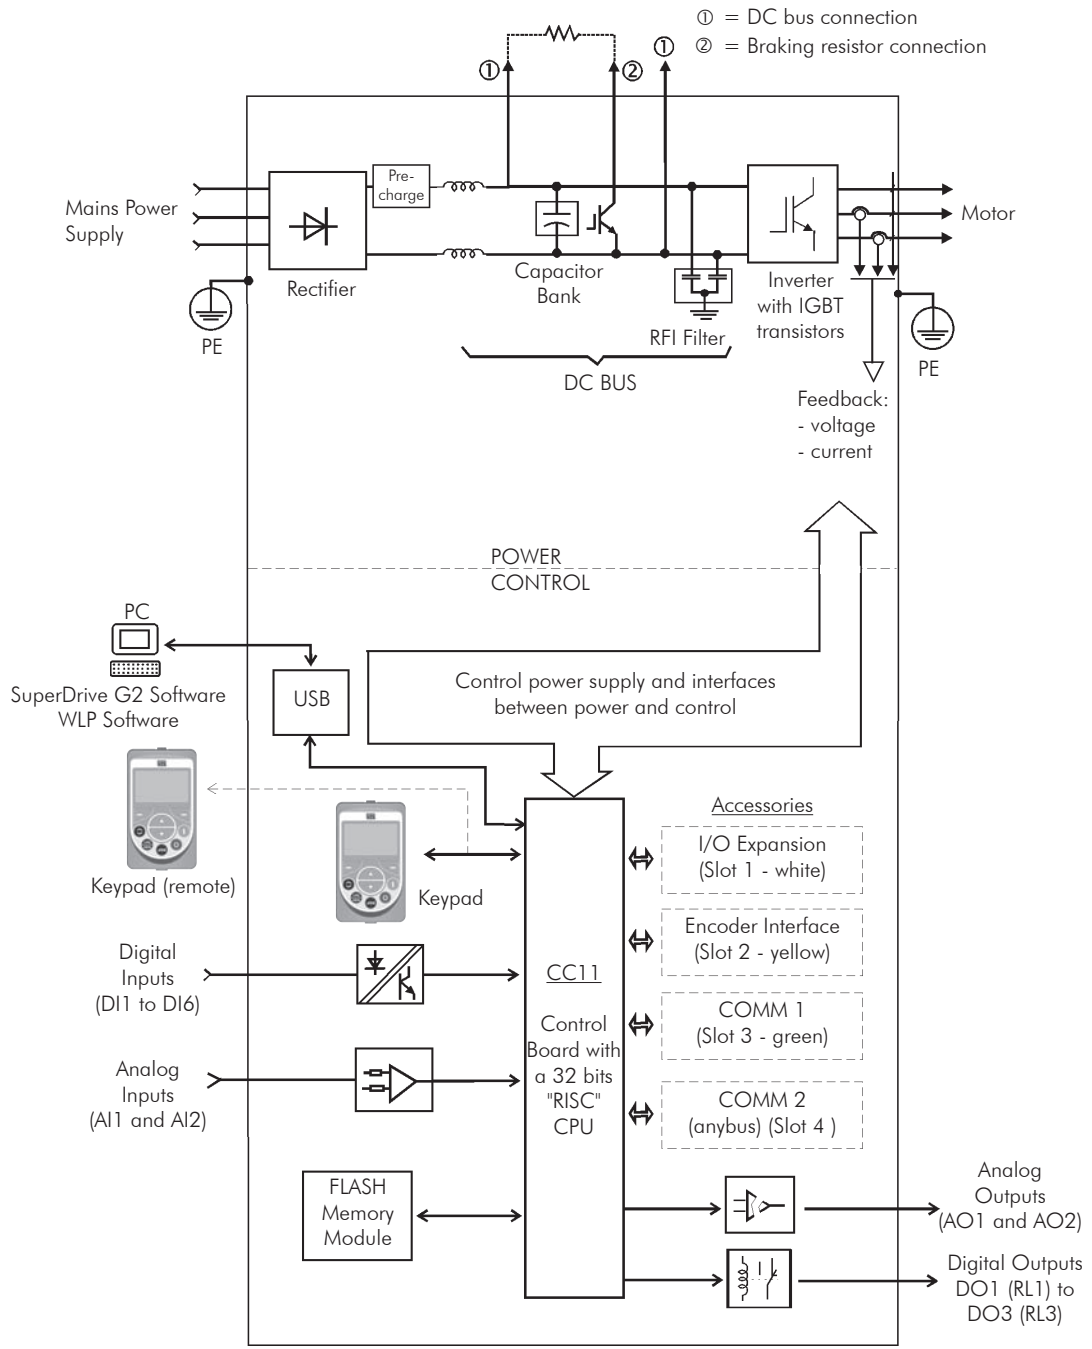 ① = DC bus connection
② = Braking resistor connection
①
②
①
Pre-
charge
Mains Power
Supply
Motor
Rectifier
Capacitor
Bank
Inverter
with IGBT
transistors
RFI Filter
PE
PE
DC BUS
Feedback:
- voltage
- current
POWER
CONTROL
PC
SuperDrive G2 Software
WLP Software
USB
Control power supply and interfaces
between power and control
Keypad (remote)
Keypad
Accessories
I/O Expansion
(Slot 1 - white)
Encoder Interface
(Slot 2 - yellow)
COMM 1
(Slot 3 - green)
COMM 2
(anybus) (Slot 4 )
Digital
Inputs
(DI1 to DI6)
CC11
Control
Board with
a 32 bits
"RISC"
CPU
Analog
Inputs
(AI1 and AI2)
FLASH
Memory
Module
Analog
Outputs
(AO1 and AO2)
Digital Outputs
DO1 (RL1) to
DO3 (RL3)